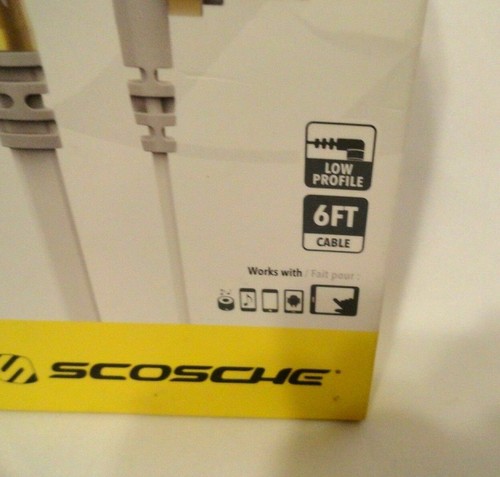 LOW
PROFILE
6FT
CABLE
Works with / Fait pour :
SCOSCHE